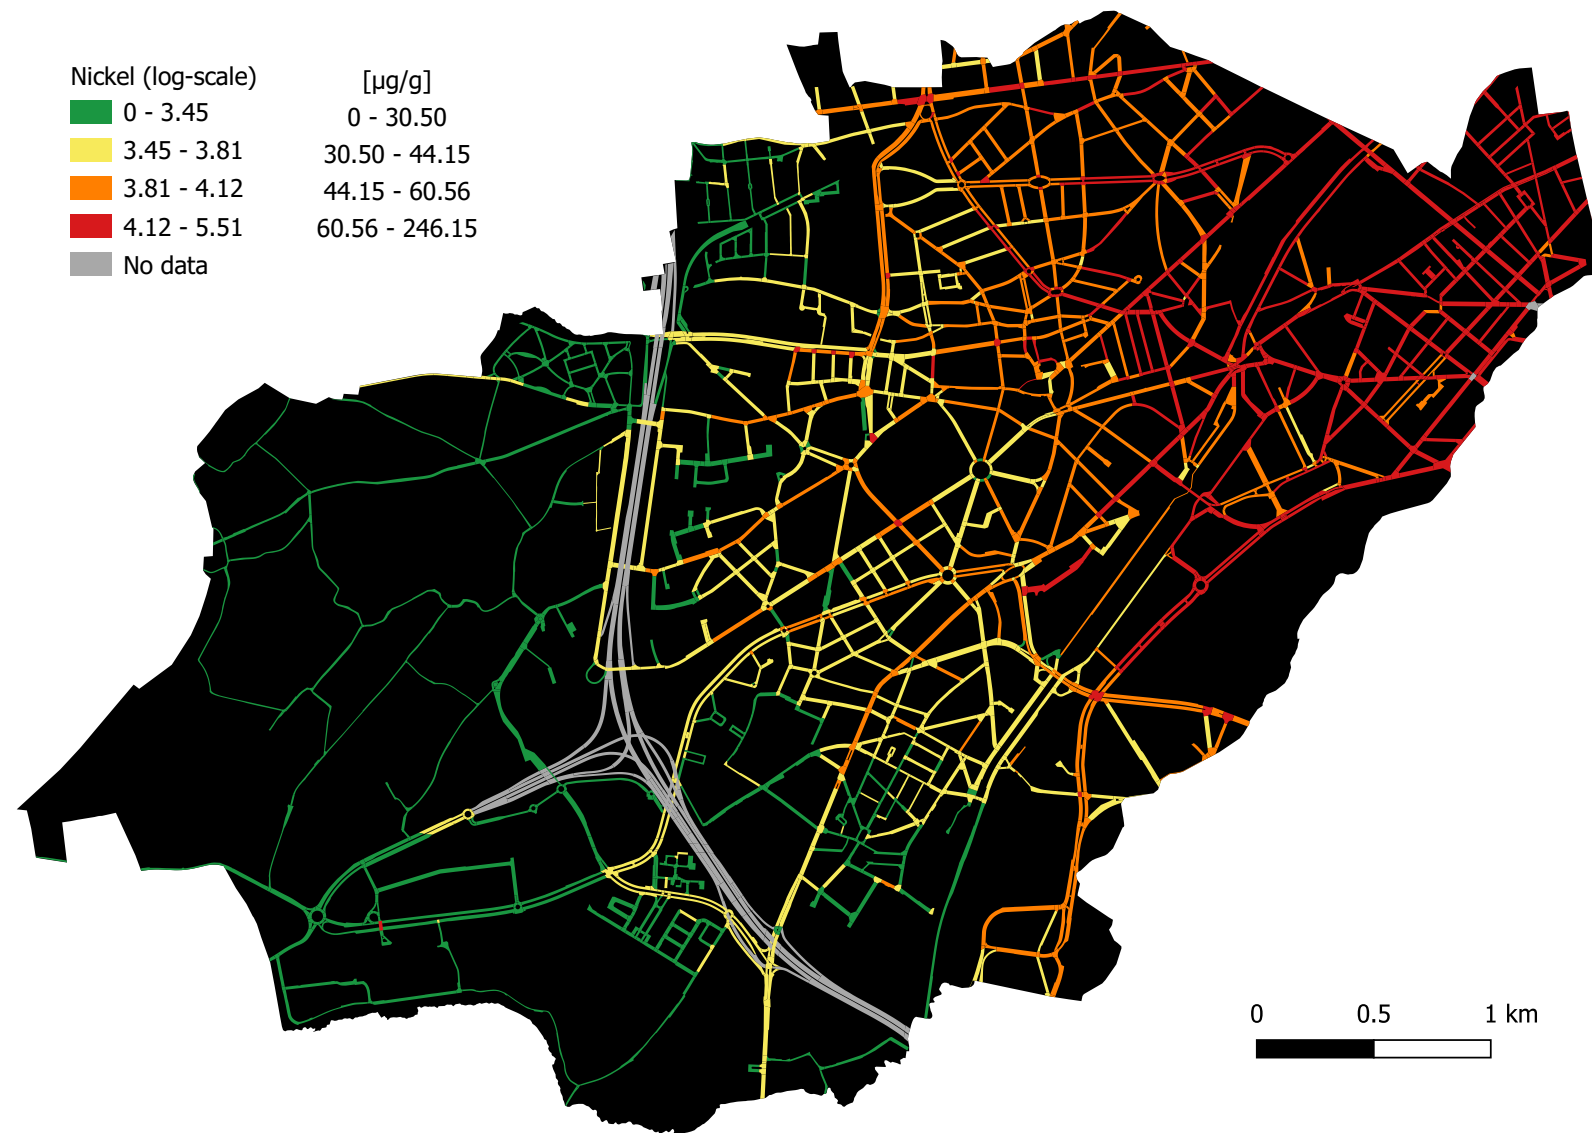 Nickel (log-scale) [µg/g]
0 - 3.45 0 - 30.50
3.45 - 3.81 30.50 - 44.15
3.81 - 4.12 44.15 - 60.56
4.12 - 5.51 60.56 - 246.15
No data
0 0.5 1 km